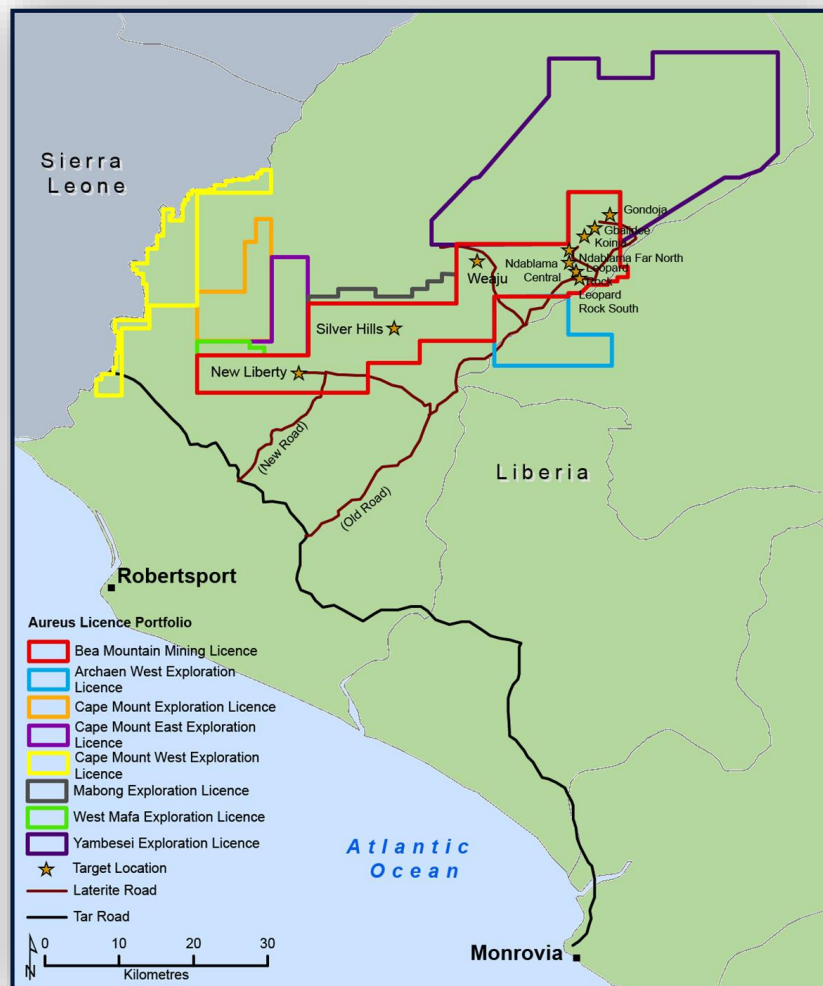 Sierra
Leone
Gondoja
Gbalidee
Koinja
Ndablama Far North
Ndablama
Central
Leopard
Rock
Leopard
Rock South
Weaju
Silver Hills
New Liberty
(New Road)
(Old Road)
Liberia
Robertsport
Aureus Licence Portfolio
Bea Mountain Mining Licence
Archaen West Exploration
Licence
Cape Mount Exploration Licence
Cape Mount East Exploration
Licence
Cape Mount West Exploration
Licence
Mabong Exploration Licence
West Mafa Exploration Licence
Yambesei Exploration Licence
Target Location
Laterite Road
Tar Road
Atlantic
Ocean
Monrovia
N
0 10 20 30
Kilometres